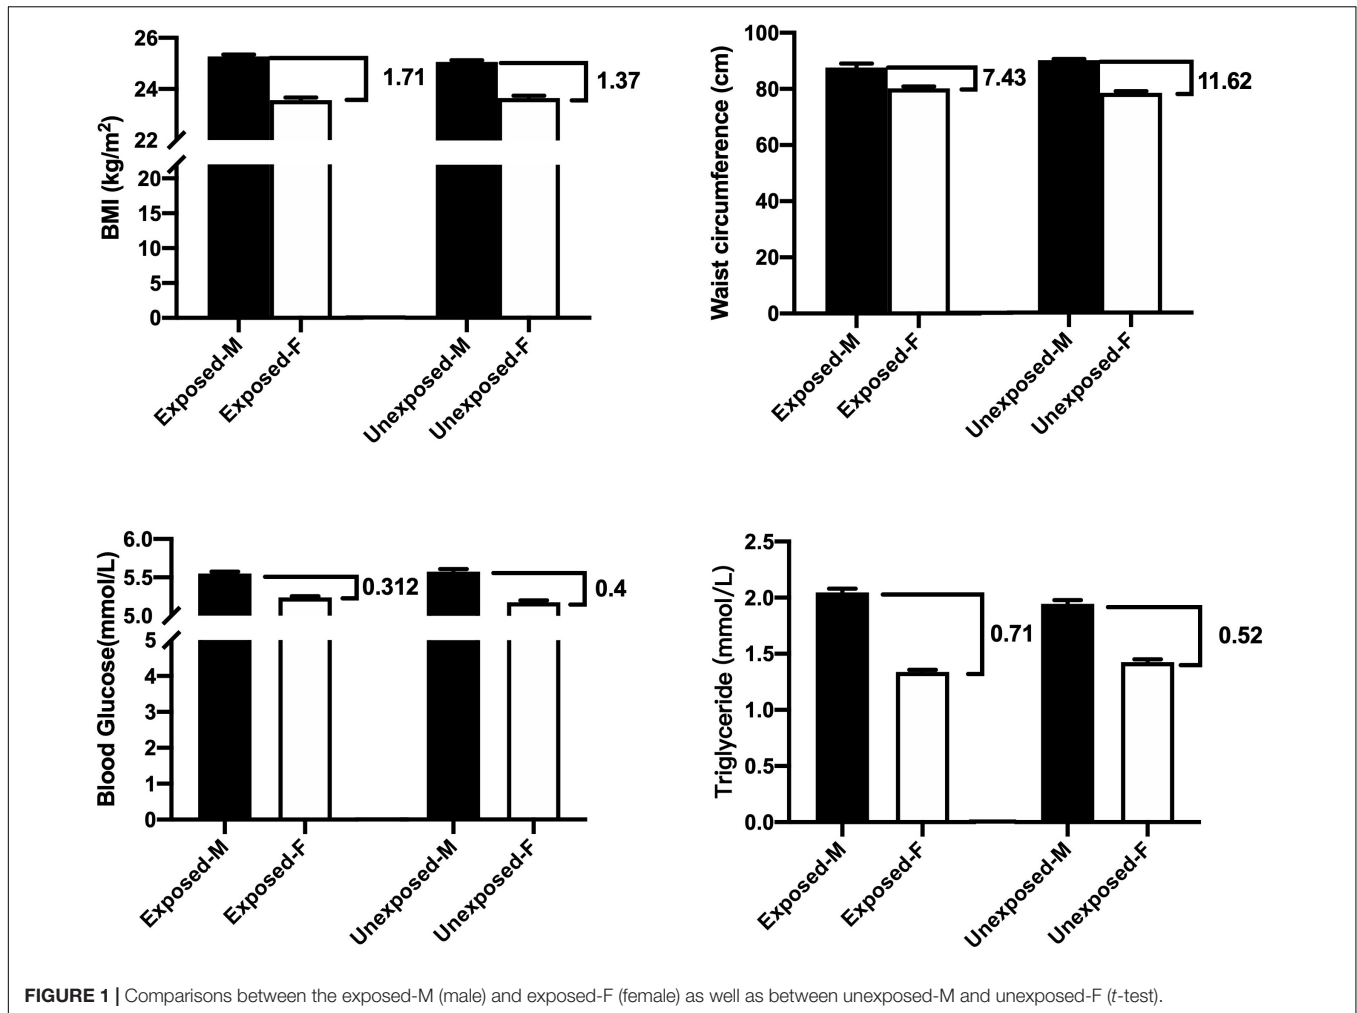 26
24
22
20
15
10
5
0
BMI (kg/m²)
1.71
1.37
Exposed-M
Exposed-F
Unexposed-M
Unexposed-F
100
80
60
40
20
0
Waist circumference (cm)
7.43
11.62
Exposed-M
Exposed-F
Unexposed-M
Unexposed-F
6.0
5.5
5.0
5
4
3
2
1
0
Blood Glucose(mmol/L)
0.312
0.4
Exposed-M
Exposed-F
Unexposed-M
Unexposed-F
2.5
2.0
1.5
1.0
0.5
0.0
Triglyceride (mmol/L)
0.71
0.52
Exposed-M
Exposed-F
Unexposed-M
Unexposed-F
FIGURE 1 | Comparisons between the exposed-M (male) and exposed-F (female) as well as between unexposed-M and unexposed-F (t-test).